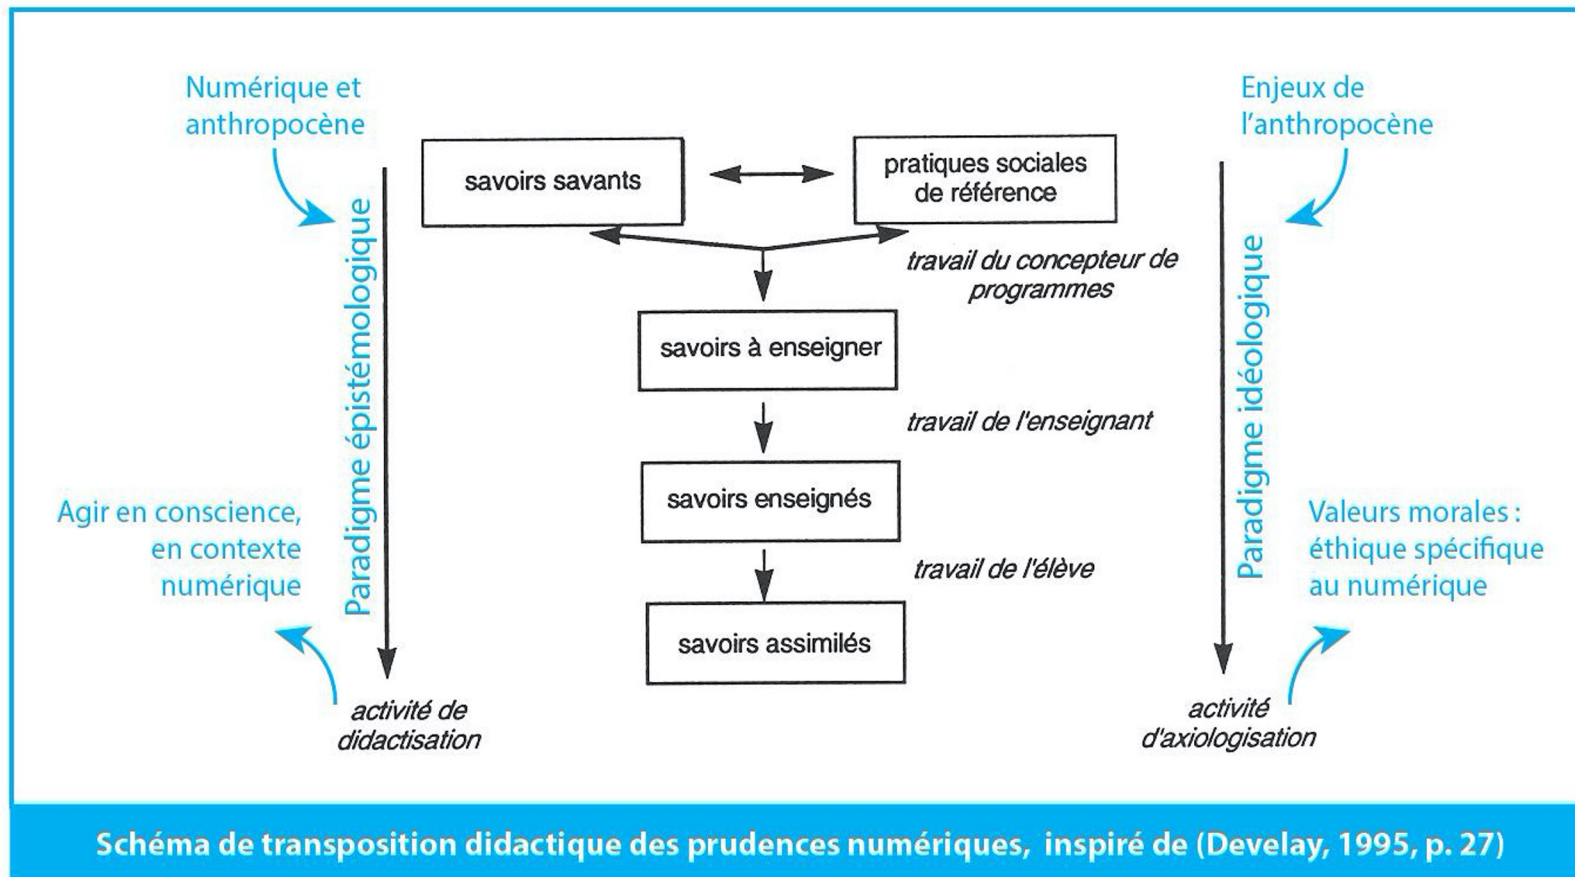 Numérique et
anthropocène
Enjeux de
l'anthropocène
savoirs savants
pratiques sociales
de référence
travail du concepteur de
programmes
Paradigme épistémologique
Paradigme idéologique
savoirs à enseigner
travail de l'enseignant
savoirs enseignés
Agir en conscience,
en contexte
numérique
Valeurs morales :
éthique spécifique
au numérique
travail de l'élève
savoirs assimilés
activité de
didactisation
activité
d'axiologisation
Schéma de transposition didactique des prudences numériques, inspiré de (Develay, 1995, p. 27)